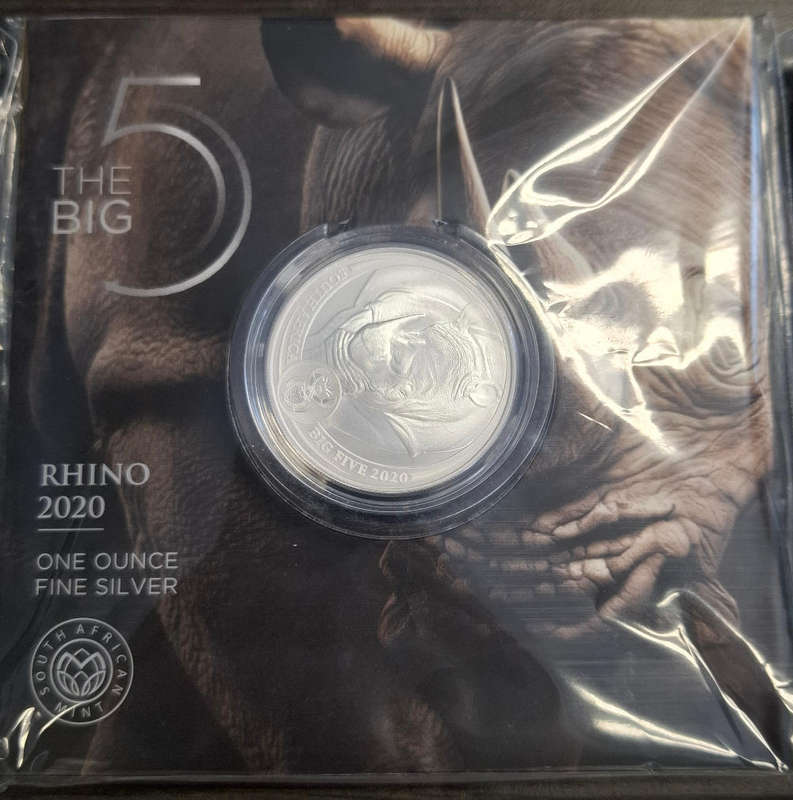 THE
BIG
5
BIG FIVE 2020
RHINO
2020
ONE OUNCE
FINE SILVER
SOUTH AFRICAN
MINT